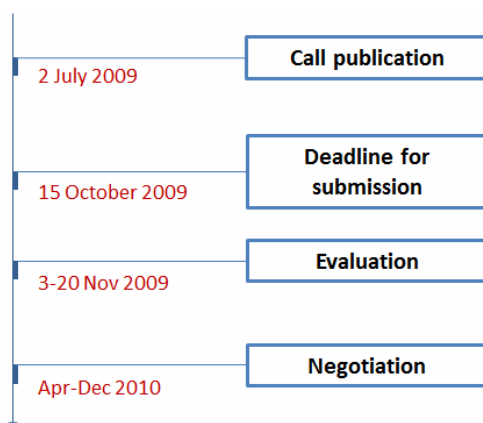 Call publication
2 July 2009
Deadline for
submission
15 October 2009
Evaluation
3-20 Nov 2009
Negotiation
Apr-Dec 2010